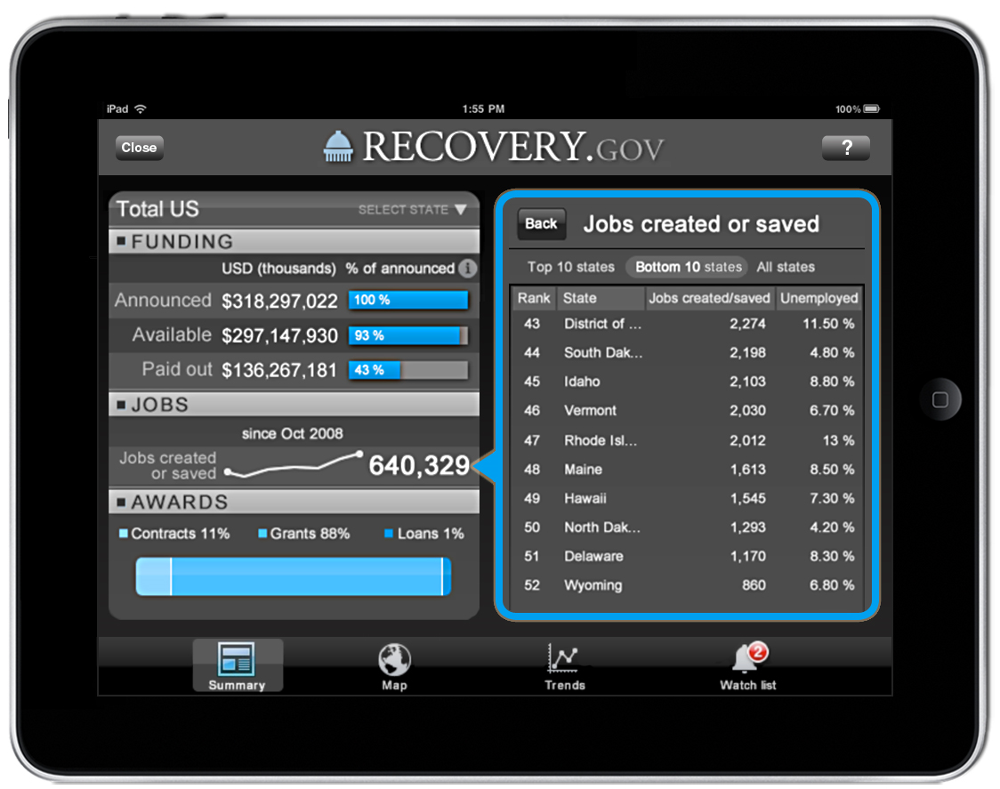 iPad 1:55 PM 100%
Close RECOVERY.GOV ?
Total US SELECT STATE ▼
FUNDING
USD (thousands) % of announced i
Announced $318,297,022 100 %
Available $297,147,930 93 %
Paid out $136,267,181 43 %
JOBS
since Oct 2008
Jobs created
or saved 640,329
AWARDS
Contracts 11% Grants 88% Loans 1%
Back Jobs created or saved
Top 10 states Bottom 10 states All states
Rank State Jobs created/saved Unemployed
43 District of ... 2,274 11.50 %
44 South Dak... 2,198 4.80 %
45 Idaho 2,103 8.80 %
46 Vermont 2,030 6.70 %
47 Rhode Isl... 2,012 13 %
48 Maine 1,613 8.50 %
49 Hawaii 1,545 7.30 %
50 North Dak... 1,293 4.20 %
51 Delaware 1,170 8.30 %
52 Wyoming 860 6.80 %
2
Summary Map Trends Watch list